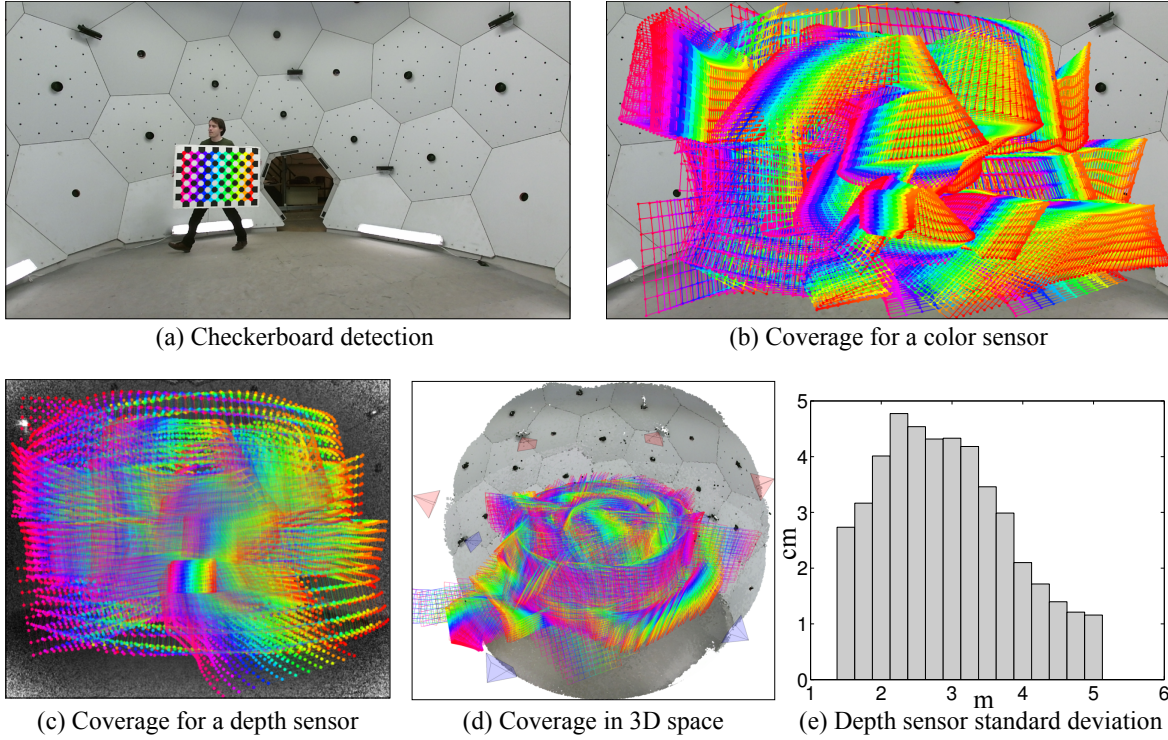 (a) Checkerboard detection
(b) Coverage for a color sensor
5
4
3
2
1
0
cm
1 2 3 4 5 6
m
(c) Coverage for a depth sensor
(d) Coverage in 3D space
(e) Depth sensor standard deviation